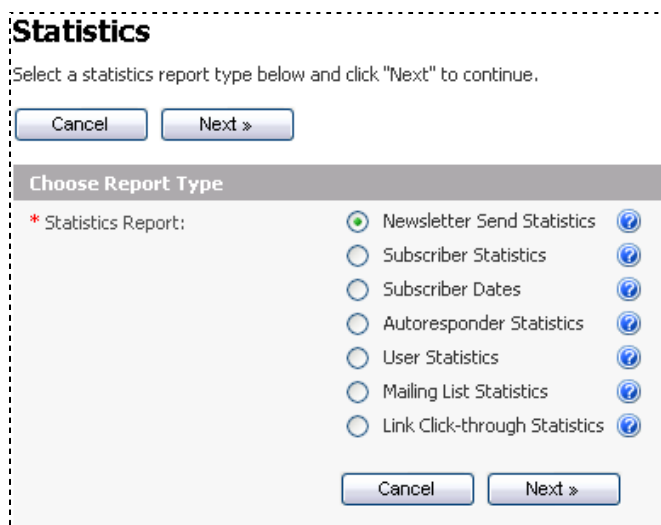 Statistics
Select a statistics report type below and click "Next" to continue.
Cancel Next »
Choose Report Type
* Statistics Report: Newsletter Send Statistics
Subscriber Statistics
Subscriber Dates
Autoresponder Statistics
User Statistics
Mailing List Statistics
Link Click-through Statistics
Cancel Next »